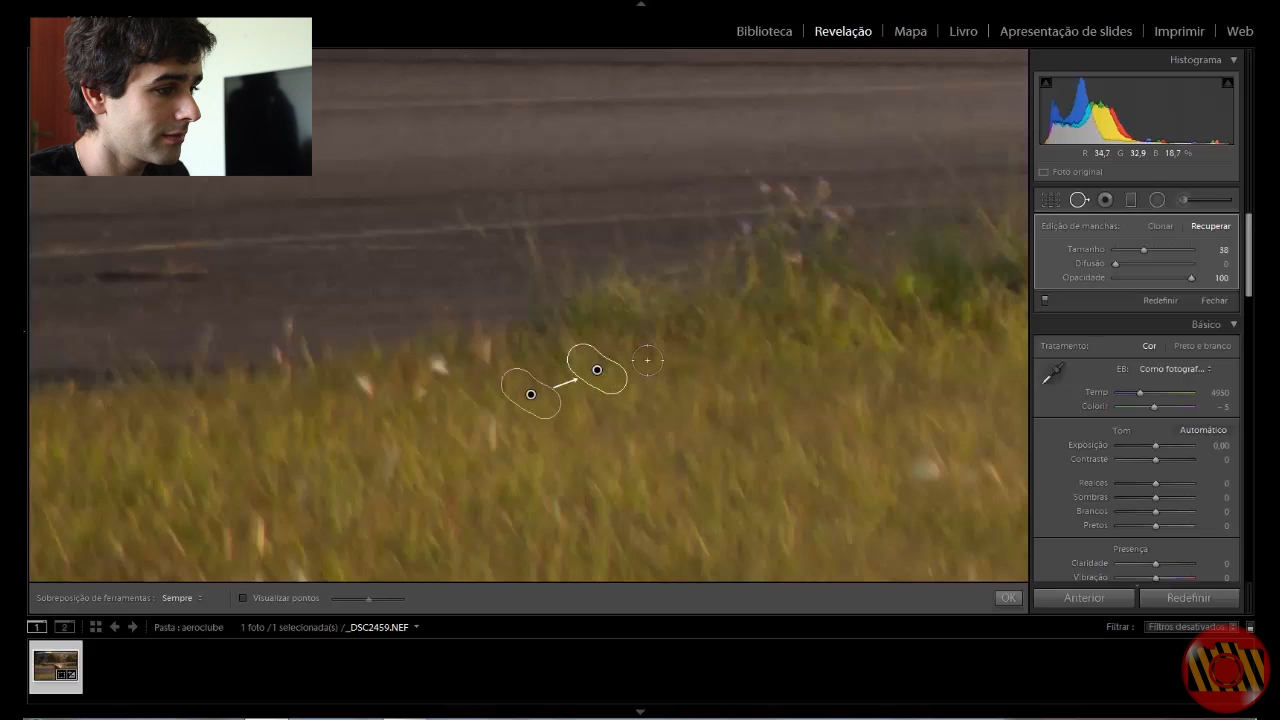 Biblioteca | Revelação | Mapa | Livro | Apresentação de slides | Imprimir | Web
Histograma
R 34,7 G 32,9 B 18,7 %
Foto original
Edição de manchas: Clonar Recuperar
Tamanho 38
Difusão 0
Opacidade 100
Redefinir Fechar
Básico
Tratamento: Cor | Preto e branco
EB: Como fotograf...
Temp 4950
Colorir - 5
Tom Automático
Exposição 0,00
Contraste 0
Realces 0
Sombras 0
Brancos 0
Pretos 0
Presença
Claridade 0
Vibração 0
Sobreposição de ferramentas : Sempre Visualizar pontos OK
Anterior Redefinir
1 2 Pasta : aeroclube 1 foto /1 selecionada(s) /_DSC2459.NEF Filtrar : Filtros desativados